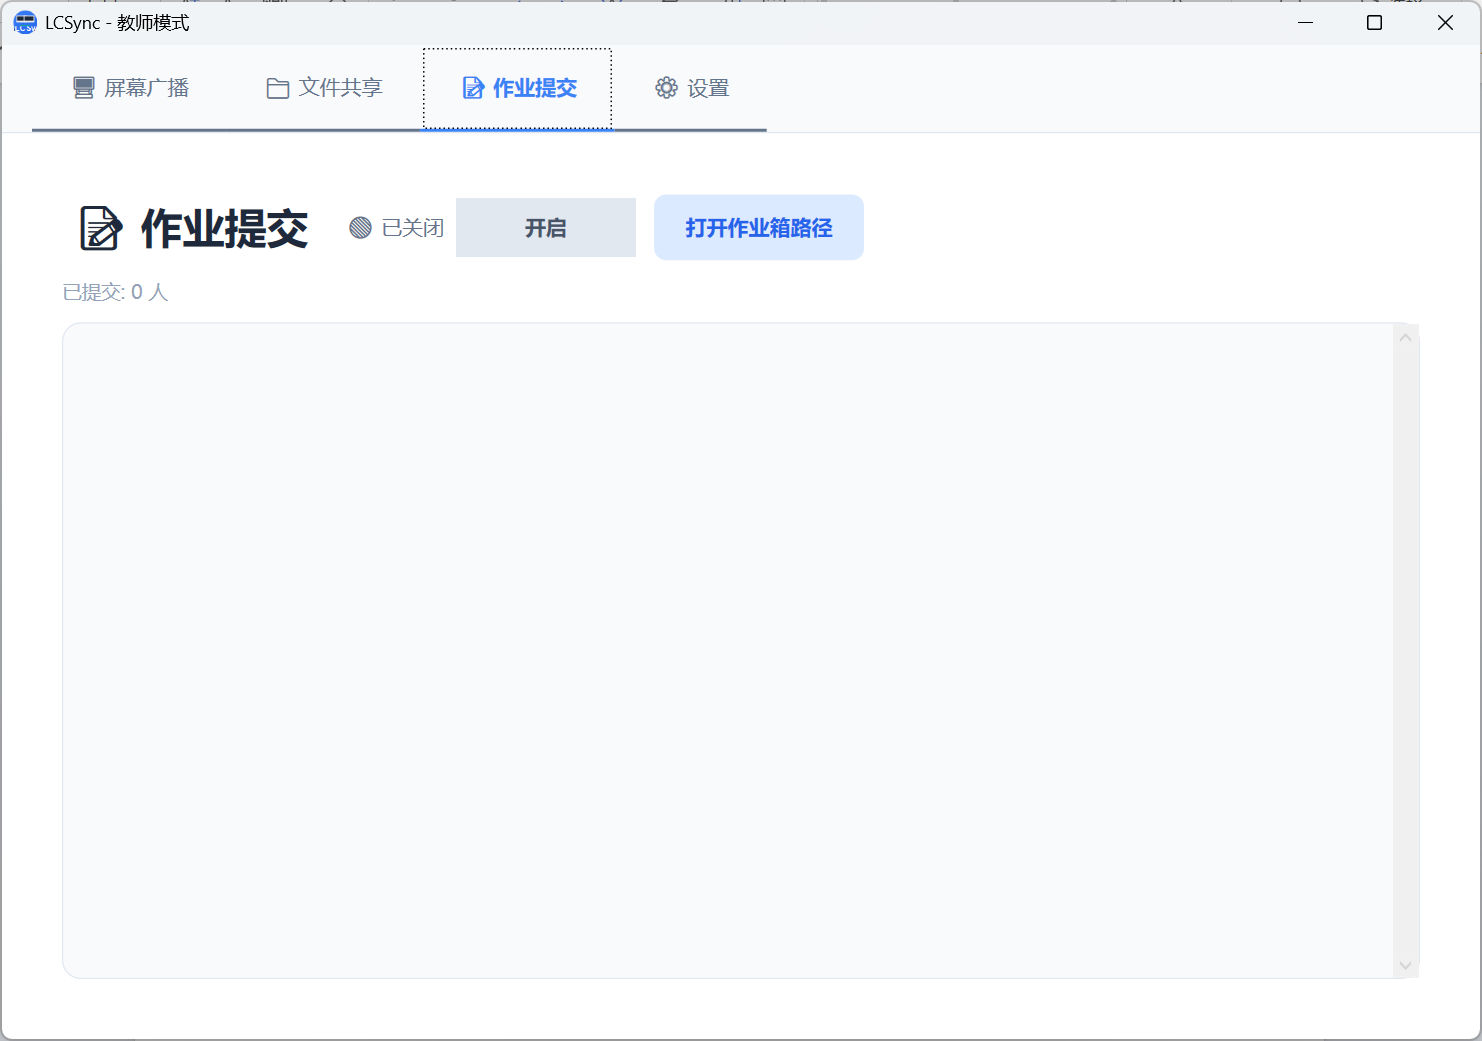 LCSync - 教师模式
屏幕广播 文件共享 作业提交 设置
作业提交 已关闭 开启 打开作业箱路径
已提交: 0 人